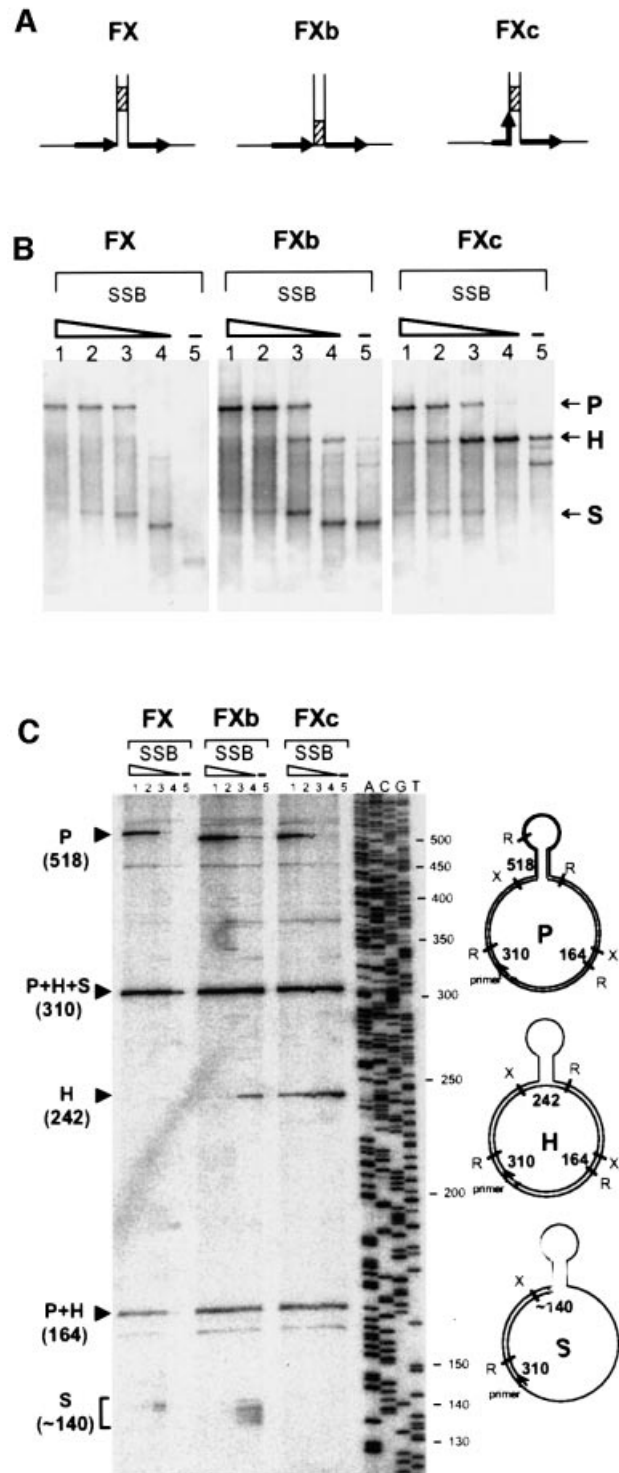 A
FX FXb FXc
B
FX FXb FXc
SSB SSB SSB
1 2 3 4 5 1 2 3 4 5 1 2 3 4 5
P
H
S
C
FX FXb FXc
SSB SSB SSB
1 2 3 4 5 1 2 3 4 5 1 2 3 4 5 A C G T
P
(518)
P+H+S
(310)
H
(242)
P+H
(164)
S
(~140)
- 500
- 450
- 400
- 350
- 300
- 250
- 200
- 150
- 140
- 130
R
518 R
X
P
R 310 164 X
primer R
X R
242
H
R 310 164 X
primer R
X
~140
S
R 310
primer